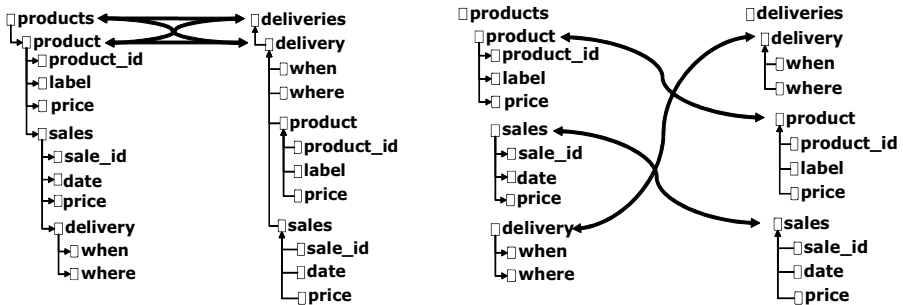 products
product
product_id
label
price
sales
sale_id
date
price
delivery
when
where
deliveries
delivery
when
where
product
product_id
label
price
sales
sale_id
date
price
products
product
product_id
label
price
sales
sale_id
date
price
delivery
when
where
deliveries
delivery
when
where
product
product_id
label
price
sales
sale_id
date
price